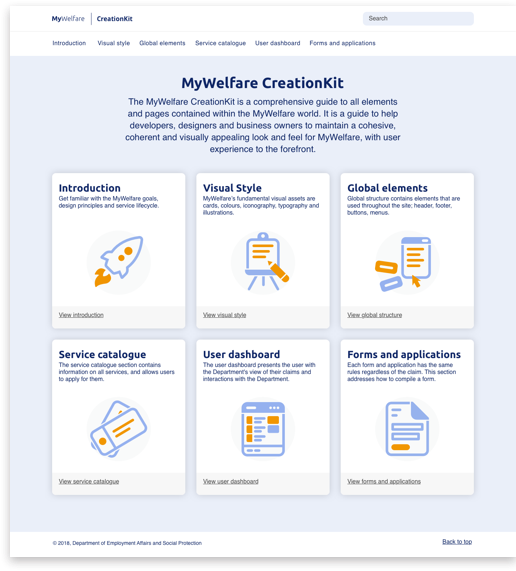 MyWelfare | CreationKit
Search
Introduction Visual style Global elements Service catalogue User dashboard Forms and applications
MyWelfare CreationKit
The MyWelfare CreationKit is a comprehensive guide to all elements
and pages contained within the MyWelfare world. It is a guide to help
developers, designers and business owners to maintain a cohesive,
coherent and visually appealing look and feel for MyWelfare, with user
experience to the forefront.
Introduction
Get familiar with the MyWelfare goals,
design principles and service lifecycle.
View introduction
Visual Style
MyWelfare's fundamental visual assets are
cards, colours, iconography, typography and
illustrations.
View visual style
Global elements
Global structure contains elements that are
used throughout the site; header, footer,
buttons, menus.
View global structure
Service catalogue
The service catalogue section contains
information on all services, and allows users
to apply for them.
View service catalogue
User dashboard
The user dashboard presents the user with
the Department's view of their claims and
interactions with the Department.
View user dashboard
Forms and applications
Each form and application has the same
rules regardless of the claim. This section
addresses how to compile a form.
View forms and applications
© 2018, Department of Employment Affairs and Social Protection
Back to top